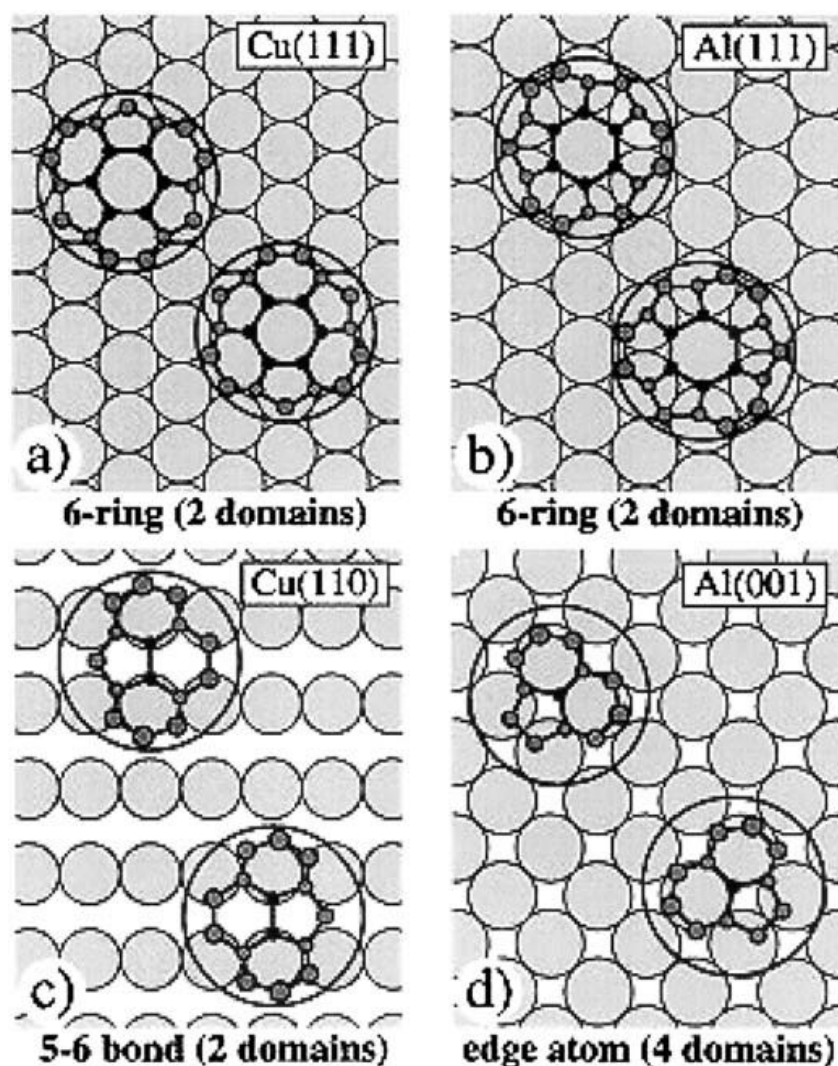 Cu(111)
Al(111)
a)
b)
6-ring (2 domains)
6-ring (2 domains)
Cu(110)
Al(001)
c)
d)
5-6 bond (2 domains)
edge atom (4 domains)